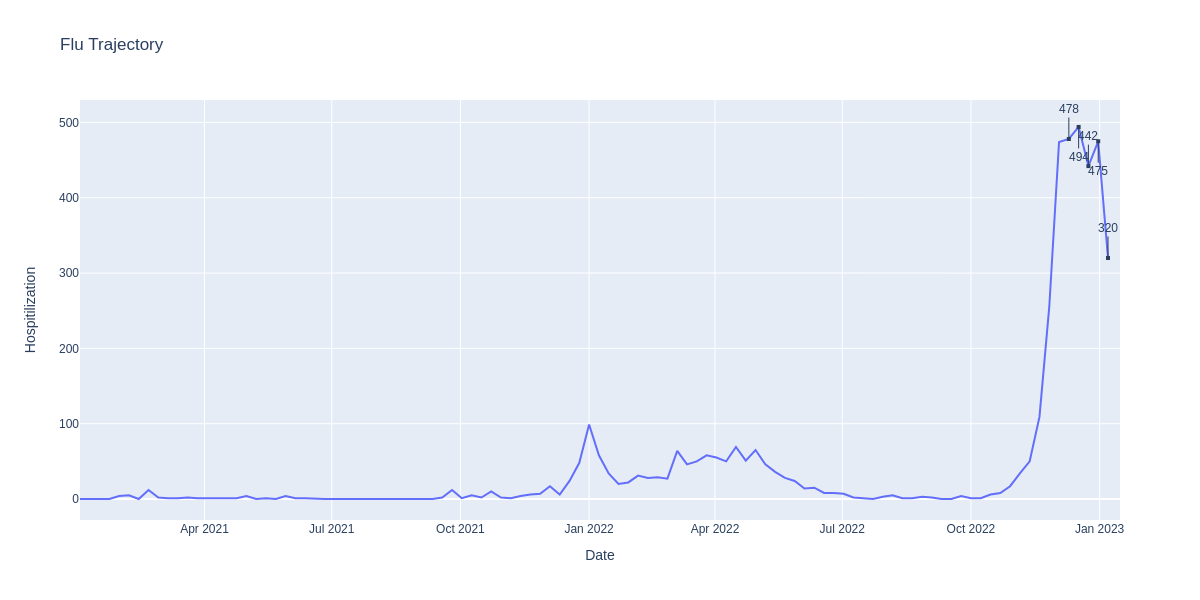 Flu Trajectory
Hospitilization
500
400
300
200
100
0
478
494
442
475
320
Apr 2021
Jul 2021
Oct 2021
Jan 2022
Apr 2022
Jul 2022
Oct 2022
Jan 2023
Date